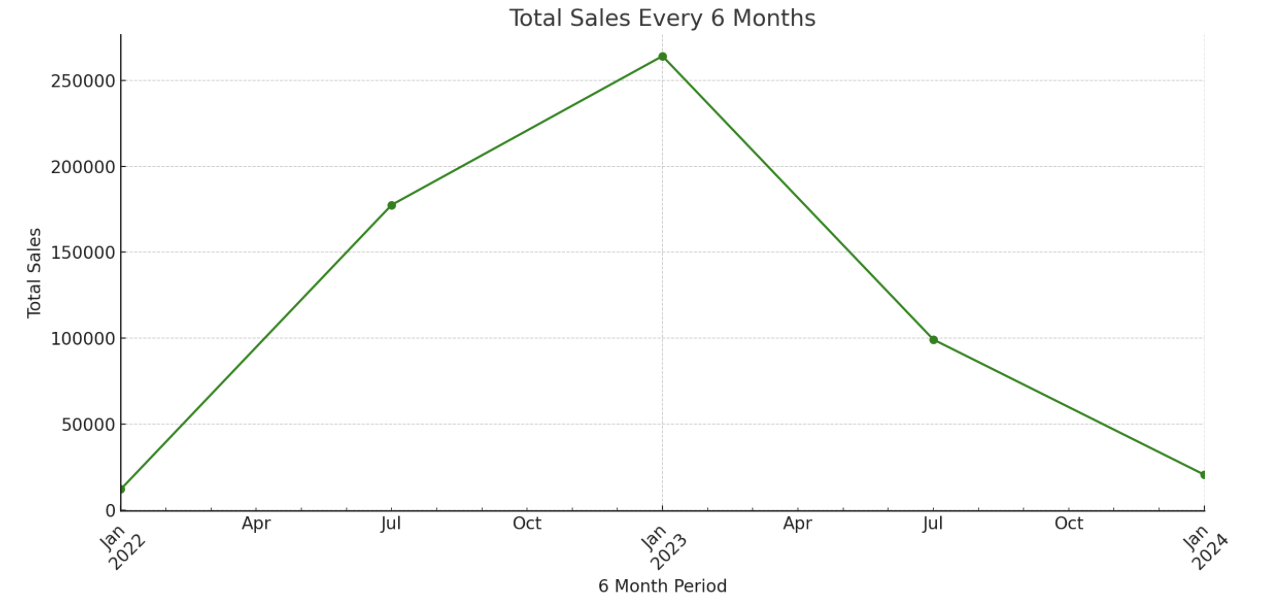 Total Sales Every 6 Months
Total Sales
250000
200000
150000
100000
50000
0
Jan
2022
Apr
Jul
Oct
Jan
2023
Apr
Jul
Oct
Jan
2024
6 Month Period